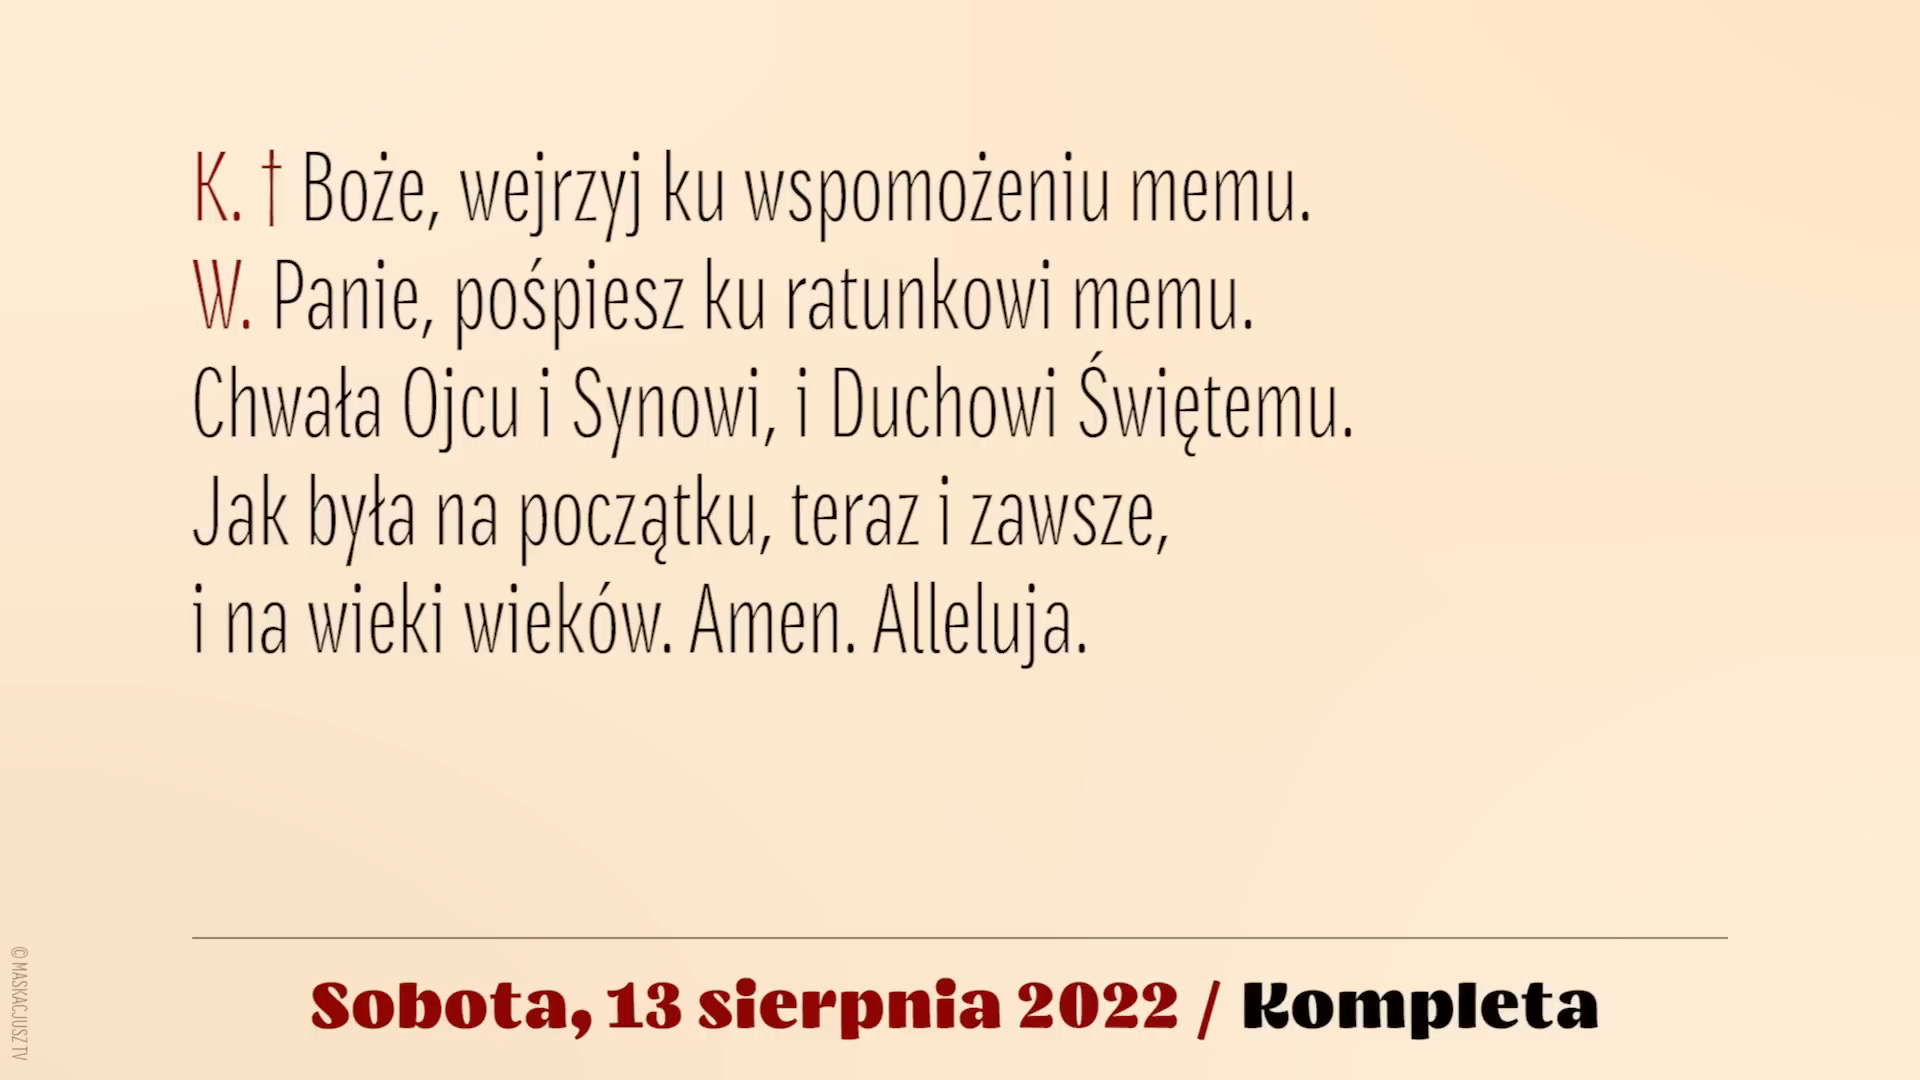 K. † Boże, wejrzyj ku wspomożeniu memu.
W. Panie, pośpiesz ku ratunkowi memu.
Chwała Ojcu i Synowi, i Duchowi Świętemu.
Jak była na początku, teraz i zawsze,
i na wieki wieków. Amen. Alleluja.
Sobota, 13 sierpnia 2022 / Kompleta
© MASKACJUSZ TV